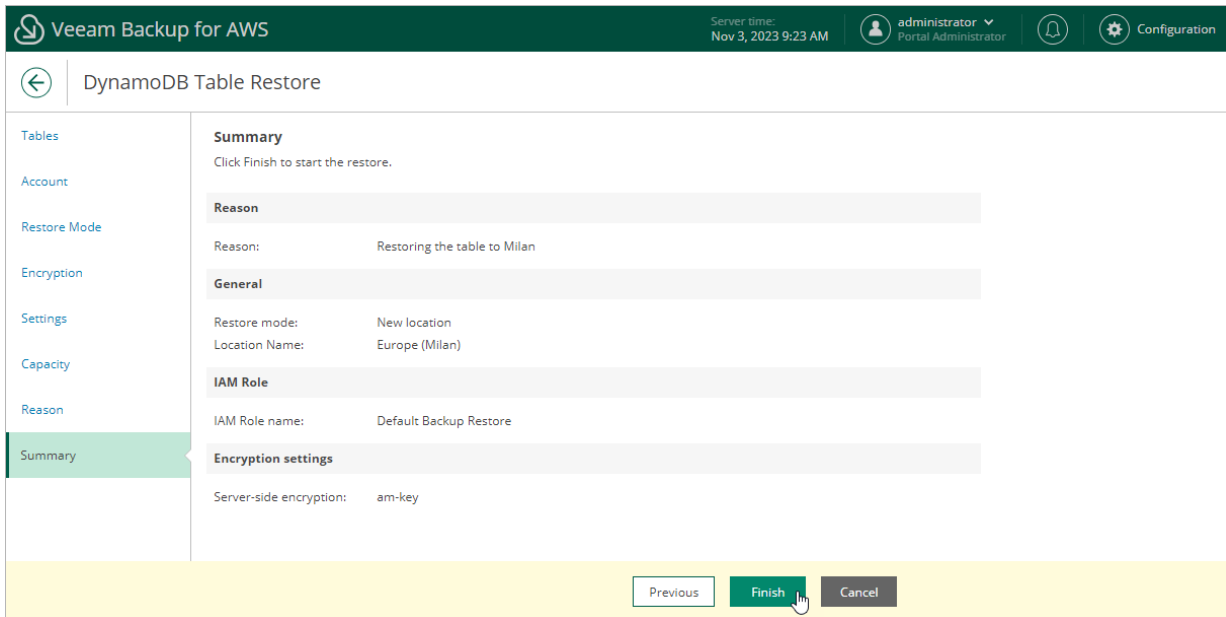 Veeam Backup for AWS
Server time:
Nov 3, 2023 9:23 AM
administrator
Portal Administrator
Configuration
DynamoDB Table Restore
Tables
Account
Restore Mode
Encryption
Settings
Capacity
Reason
Summary
Summary
Click Finish to start the restore.
Reason
Reason: Restoring the table to Milan
General
Restore mode: New location
Location Name: Europe (Milan)
IAM Role
IAM Role name: Default Backup Restore
Encryption settings
Server-side encryption: am-key
Previous
Finish
Cancel